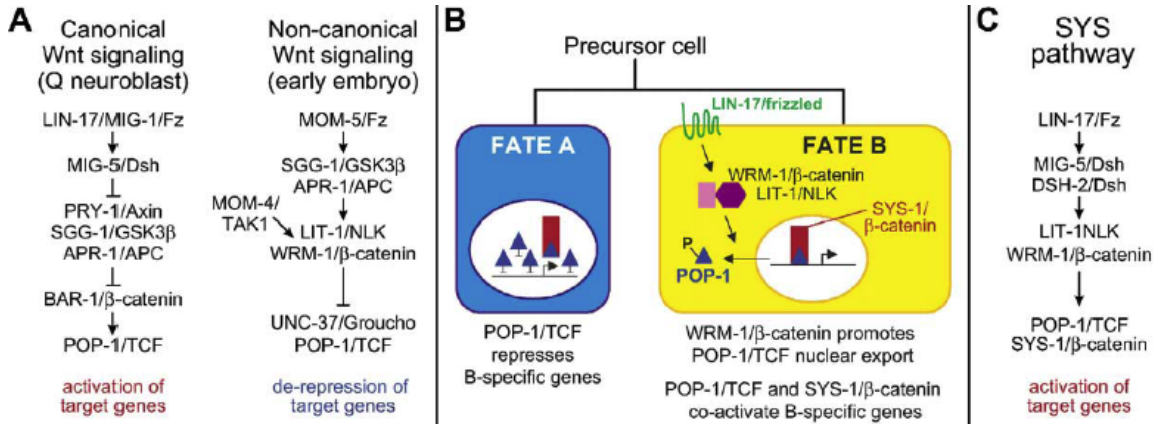 A
Canonical
Wnt signaling
(Q neuroblast)
LIN-17/MIG-1/Fz
MIG-5/Dsh
PRY-1/Axin
SGG-1/GSK3β
APR-1/APC
BAR-1/β-catenin
POP-1/TCF
activation of
target genes
Non-canonical
Wnt signaling
(early embryo)
MOM-5/Fz
SGG-1/GSK3β
APR-1/APC
MOM-4/
TAK1
LIT-1/NLK
WRM-1/β-catenin
UNC-37/Groucho
POP-1/TCF
de-repression of
target genes
B
Precursor cell
LIN-17/frizzled
FATE A
POP-1/TCF
represses
B-specific genes
FATE B
WRM-1/β-catenin
LIT-1/NLK
SYS-1/
β-catenin
P
POP-1
WRM-1/β-catenin promotes
POP-1/TCF nuclear export
POP-1/TCF and SYS-1/β-catenin
co-activate B-specific genes
C
SYS
pathway
LIN-17/Fz
MIG-5/Dsh
DSH-2/Dsh
LIT-1NLK
WRM-1/β-catenin
POP-1/TCF
SYS-1/β-catenin
activation of
target genes